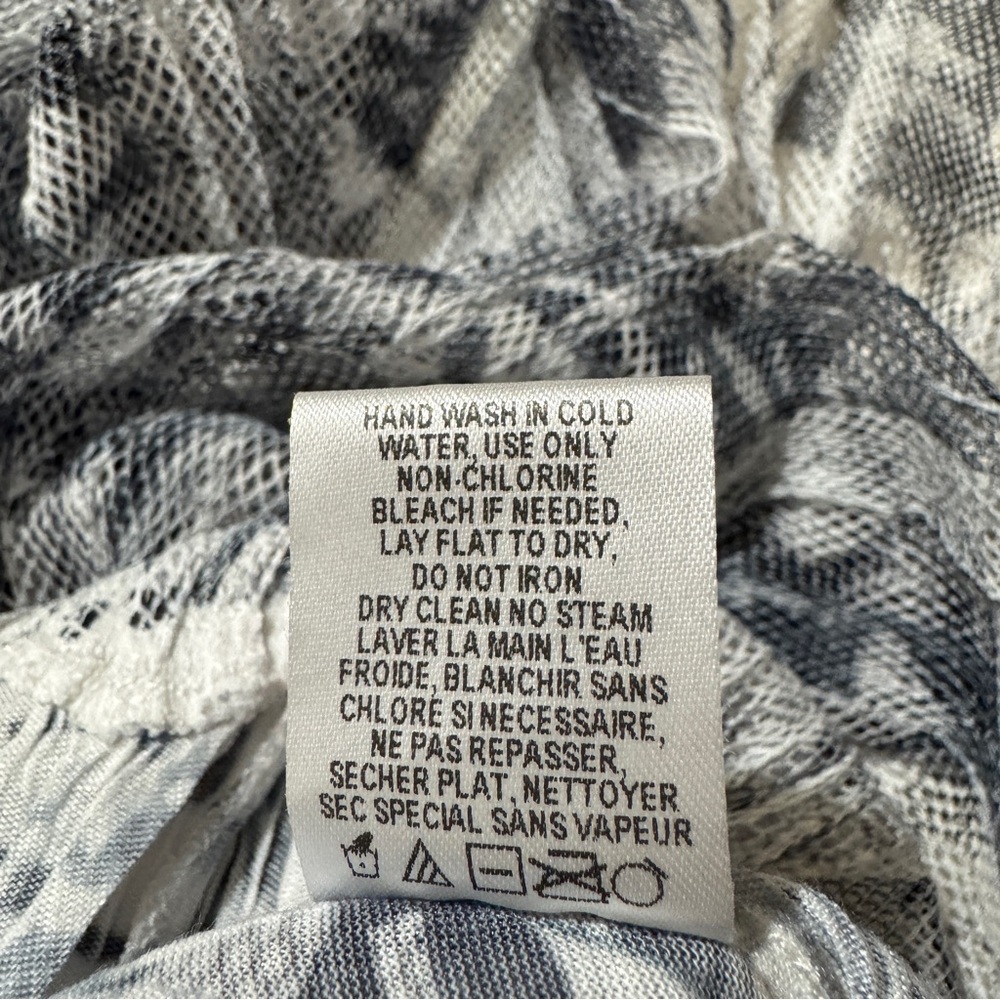 HAND WASH IN COLD
WATER, USE ONLY
NON-CHLORINE
BLEACH IF NEEDED,
LAY FLAT TO DRY,
DO NOT IRON
DRY CLEAN NO STEAM
LAVER LA MAIN L'EAU
FROIDE, BLANCHIR SANS
CHLORE SI NECESSAIRE,
NE PAS REPASSER,
SECHER PLAT, NETTOYER
SEC SPECIAL SANS VAPEUR